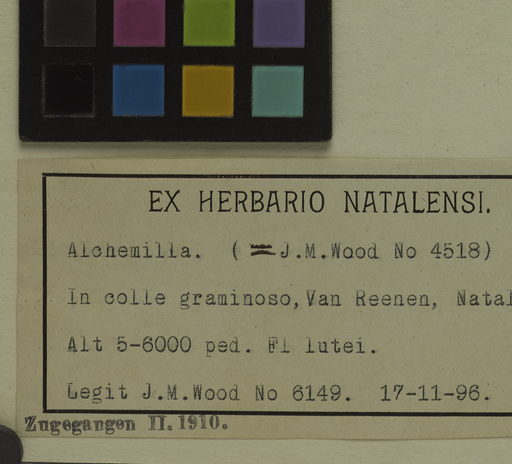 EX HERBARIO NATALENSI.
Alchemilla. ( = J.M.Wood No 4518)
In colle graminoso, Van Reenen, Natal
Alt 5-6000 ped. Fl lutei.
Legit J.M.Wood No 6149. 17-11-96.
Zugegangen II. 1910.